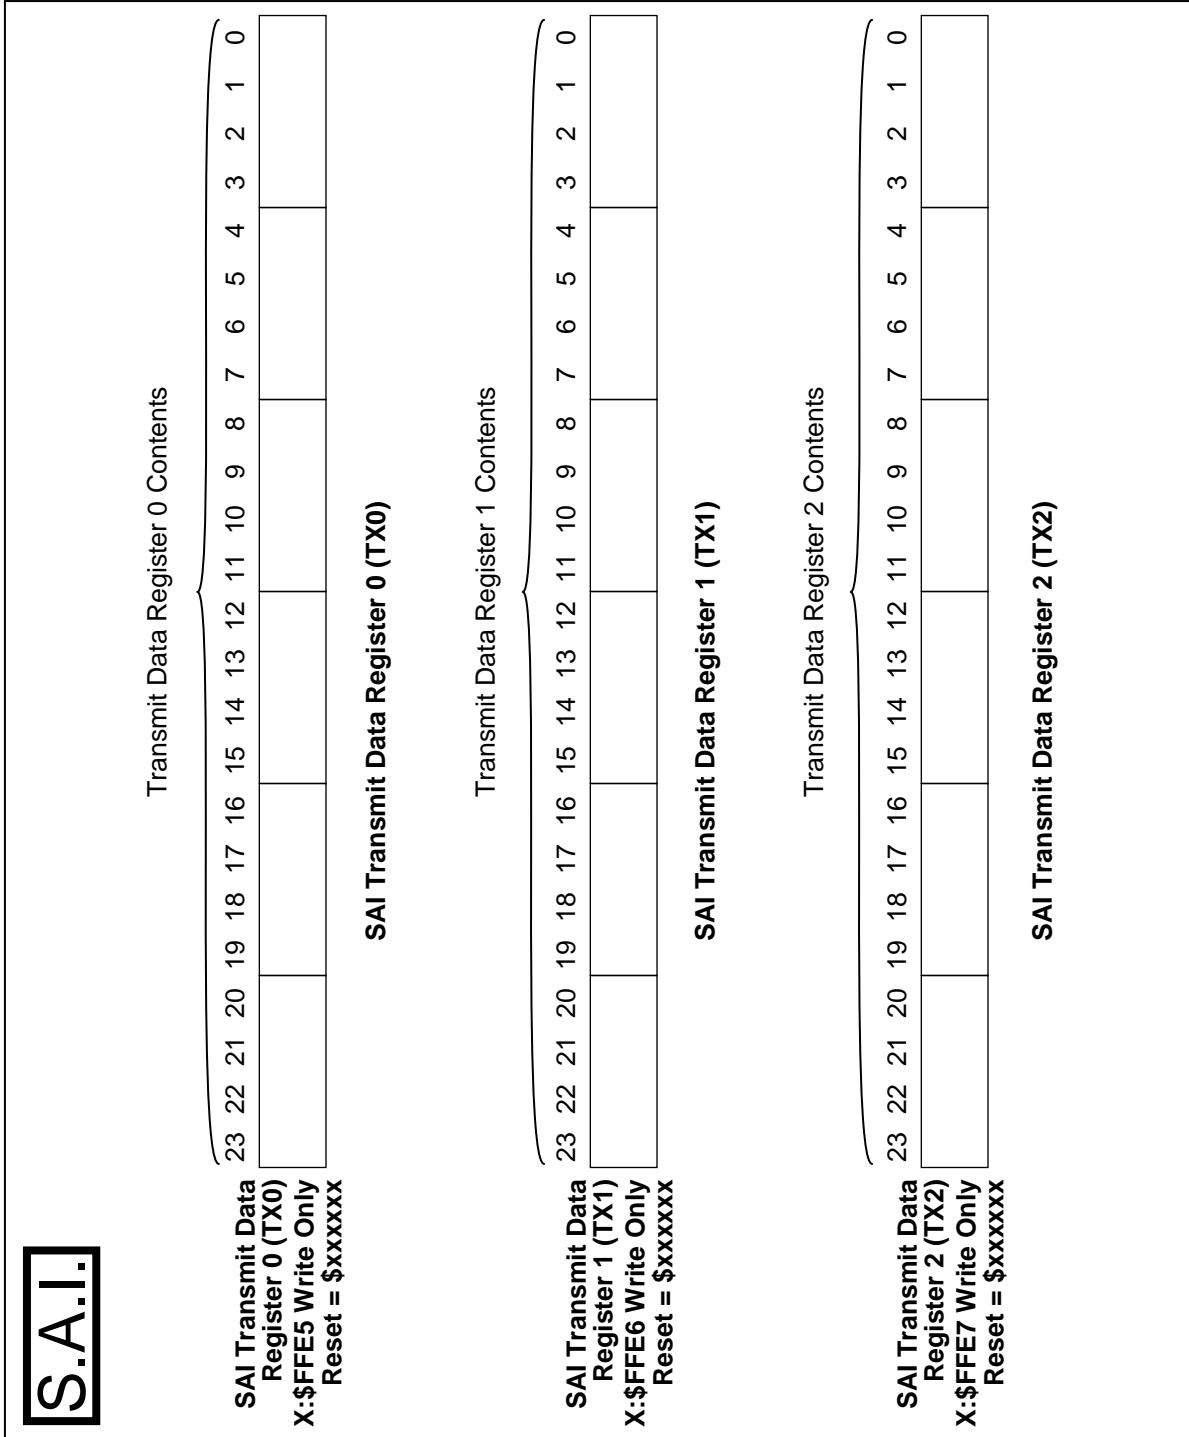 S.A.I.
Transmit Data Register 0 Contents
23 22 21 20 19 18 17 16 15 14 13 12 11 10 9 8 7 6 5 4 3 2 1 0
SAI Transmit Data
Register 0 (TX0)
X:$FFE5 Write Only
Reset = $xxxxxx
SAI Transmit Data Register 0 (TX0)
Transmit Data Register 1 Contents
23 22 21 20 19 18 17 16 15 14 13 12 11 10 9 8 7 6 5 4 3 2 1 0
SAI Transmit Data
Register 1 (TX1)
X:$FFE6 Write Only
Reset = $xxxxxx
SAI Transmit Data Register 1 (TX1)
Transmit Data Register 2 Contents
23 22 21 20 19 18 17 16 15 14 13 12 11 10 9 8 7 6 5 4 3 2 1 0
SAI Transmit Data
Register 2 (TX2)
X:$FFE7 Write Only
Reset = $xxxxxx
SAI Transmit Data Register 2 (TX2)